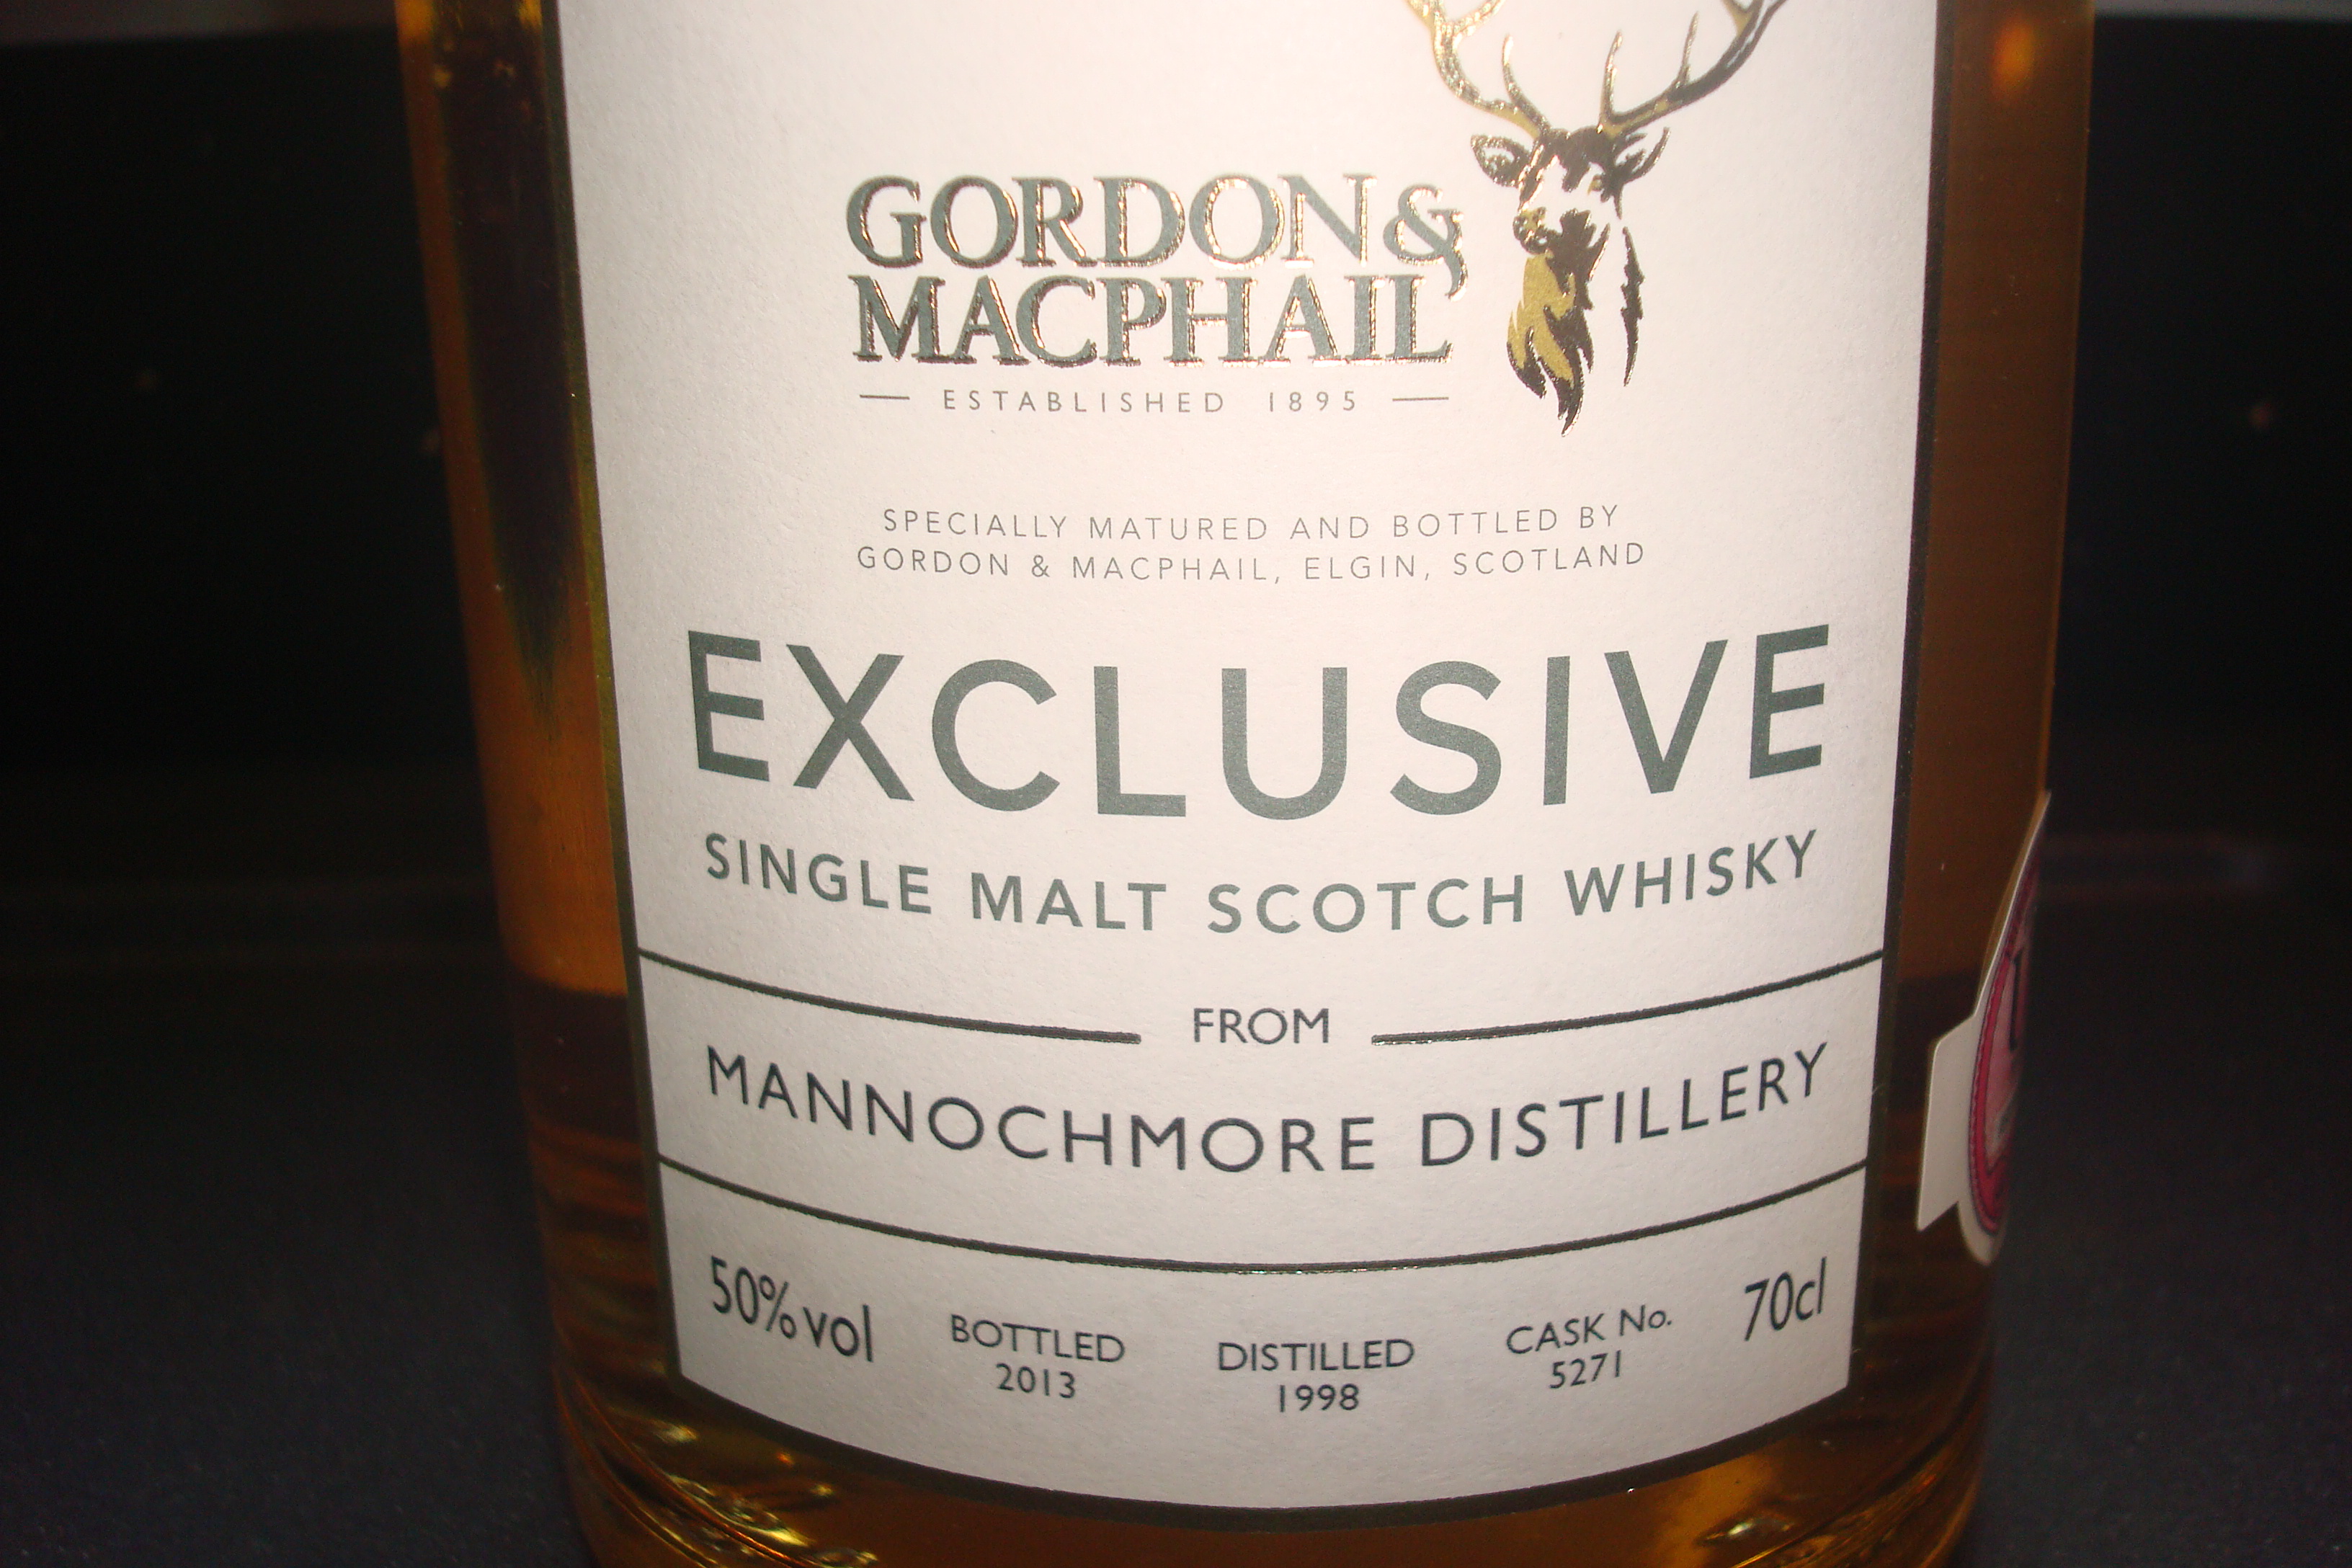 GORDON &
MACPHAIL
ESTABLISHED 1895
SPECIALLY MATURED AND BOTTLED BY
GORDON & MACPHAIL, ELGIN, SCOTLAND
EXCLUSIVE
SINGLE MALT SCOTCH WHISKY
FROM
MANNOCHMORE DISTILLERY
50% vol
BOTTLED
2013
DISTILLED
1998
CASK No.
5271
70cl